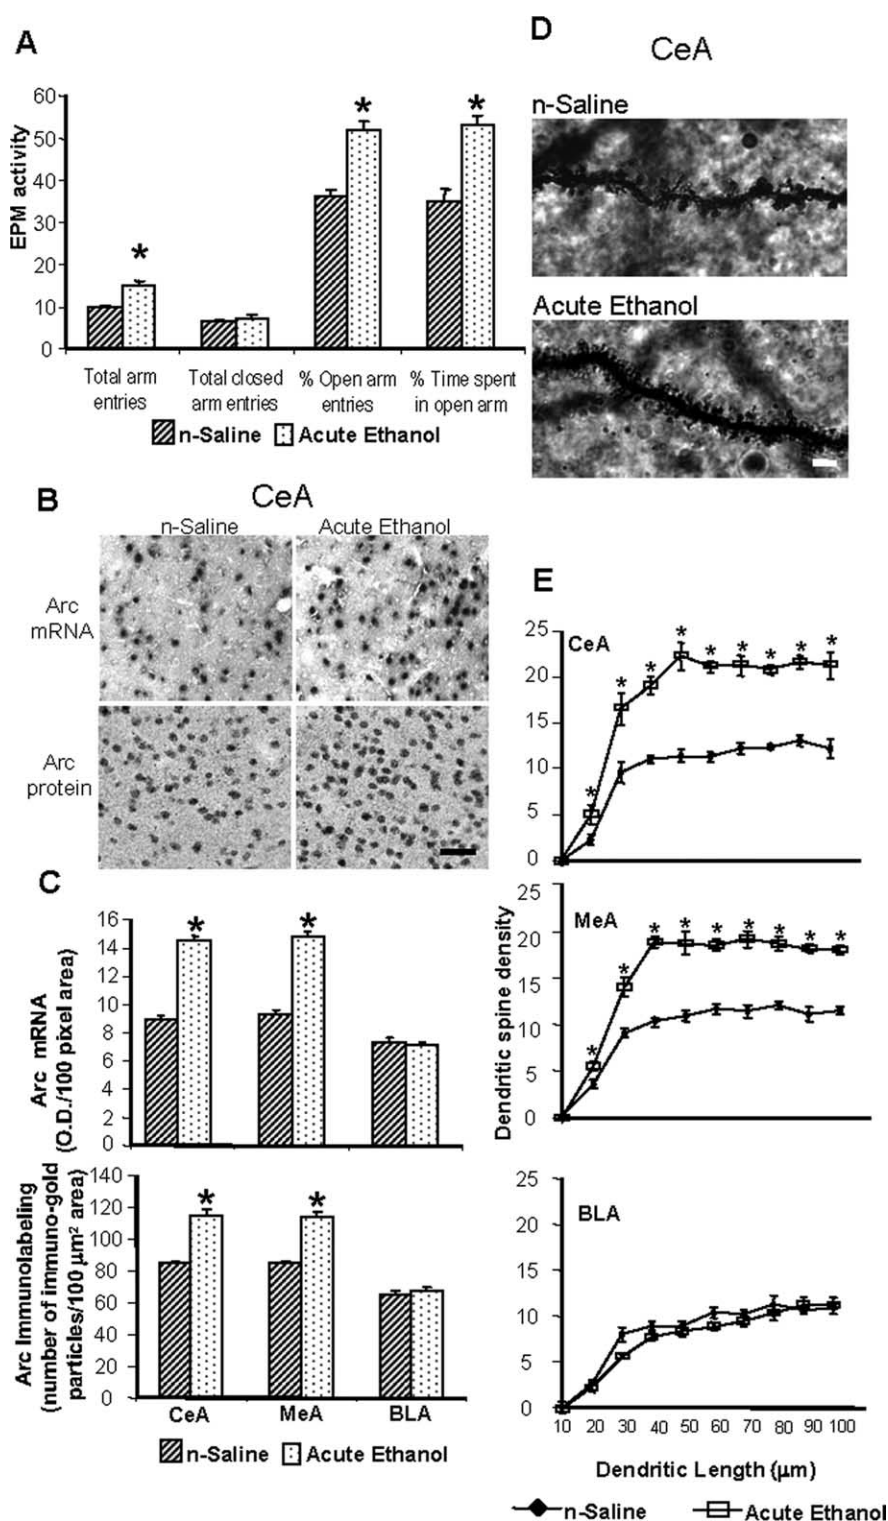 A
EPM activity
60
50
40
30
20
10
0
*
*
*
Total arm entries
Total closed arm entries
% Open arm entries
% Time spent in open arm
n-Saline
Acute Ethanol
B
CeA
n-Saline
Acute Ethanol
Arc mRNA
Arc protein
C
Arc mRNA
(O.D./100 pixel area)
16
14
12
10
8
6
4
2
0
*
*
Arc Immunolabeling
(number of immuno-gold
particles/100 µm² area)
140
120
100
80
60
40
20
0
*
*
CeA
MeA
BLA
n-Saline
Acute Ethanol
D
CeA
n-Saline
Acute Ethanol
E
Dendritic spine density
CeA
25
20
15
10
5
0
* * * * * * * * *
MeA
25
20
15
10
5
0
* * * * * * * * *
BLA
25
20
15
10
5
0
10 20 30 40 50 60 70 80 90 100
Dendritic Length (µm)
n-Saline
Acute Ethanol